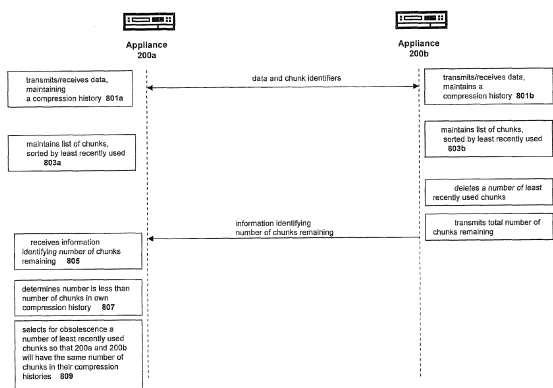 Appliance
200a
Appliance
200b
transmits/receives data,
maintaining
a compression history 801a
data and chunk identifiers
transmits/receives data,
maintains a
compression history 801b
maintains list of chunks,
sorted by least recently used
803a
maintains list of chunks,
sorted by least recently used
803b
deletes a number of least
recently used chunks
information identifying
number of chunks remaining
transmits total number of
chunks remaining
receives information
identifying number of chunks
remaining 805
determines number is less than
number of chunks in own
compression history 807
selects for obsolescence a
number of least recently used
chunks so that 200a and 200b
will have the same number of
chunks in their compression
histories 809